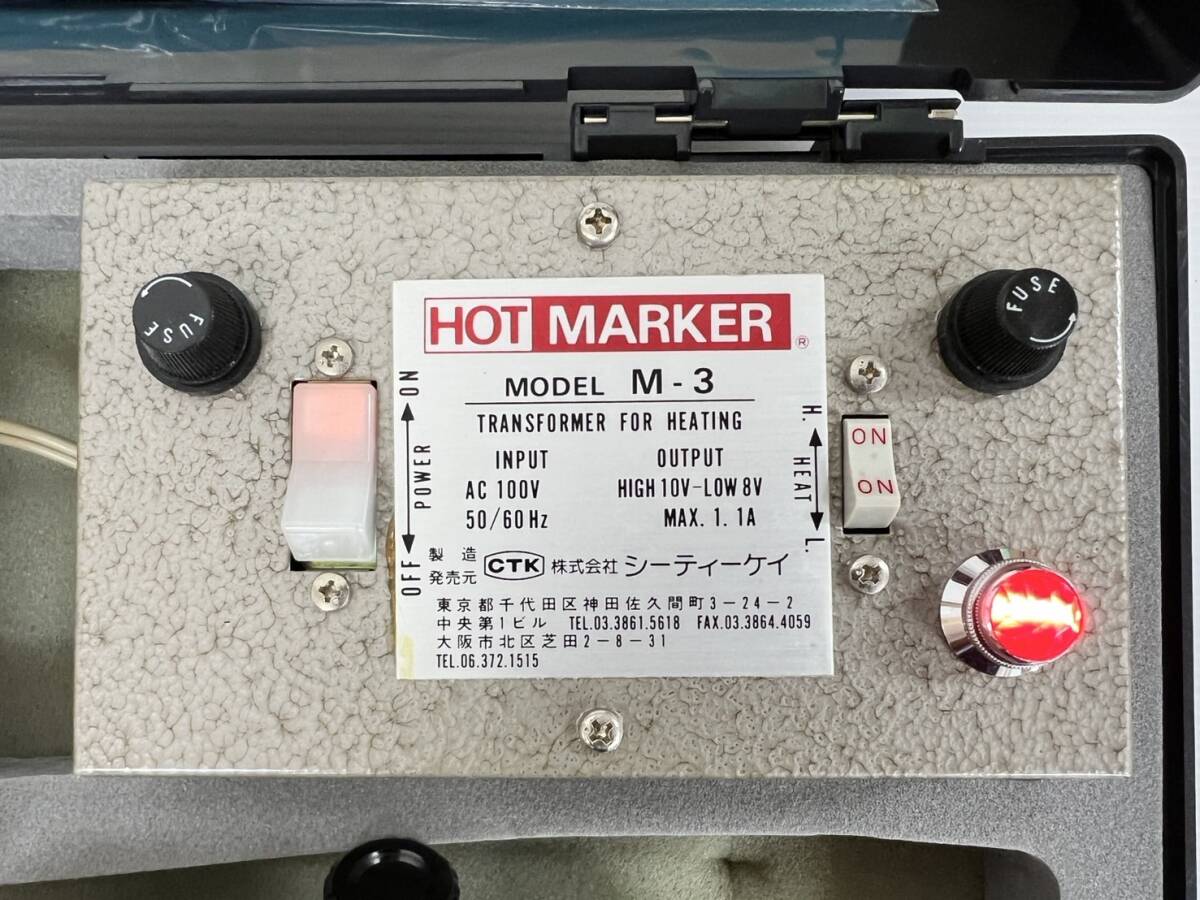 FUSE
FUSE
HOT MARKER ®
MODEL M-3
TRANSFORMER FOR HEATING
INPUT OUTPUT
AC 100V HIGH 10V-LOW 8V
50/60Hz MAX. 1.1A
OFF POWER ON
H. HEAT L.
ON
ON
製造
発売元 CTK 株式会社 シーティーケイ
東京都千代田区神田佐久間町3-24-2
中央第1ビル TEL.03.3861.5618 FAX.03.3864.4059
大阪市北区芝田2-8-31
TEL.06.372.1515